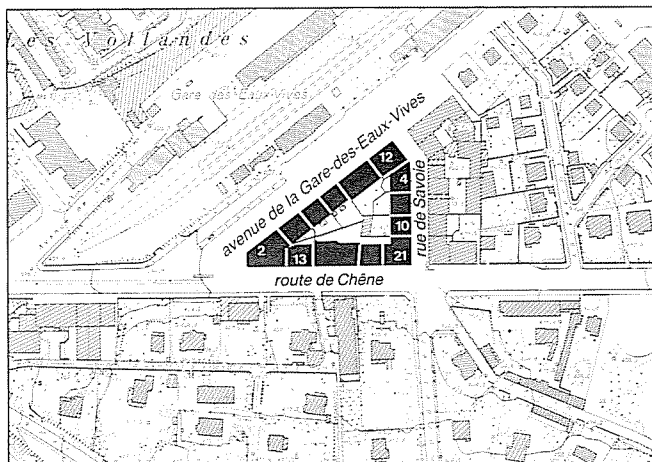 Les Vollandes
Gare des Eaux-Vives
avenue de la Gare-des-Eaux-Vives
12
4
rue de Savoie
10
2
13
21
route de Chêne